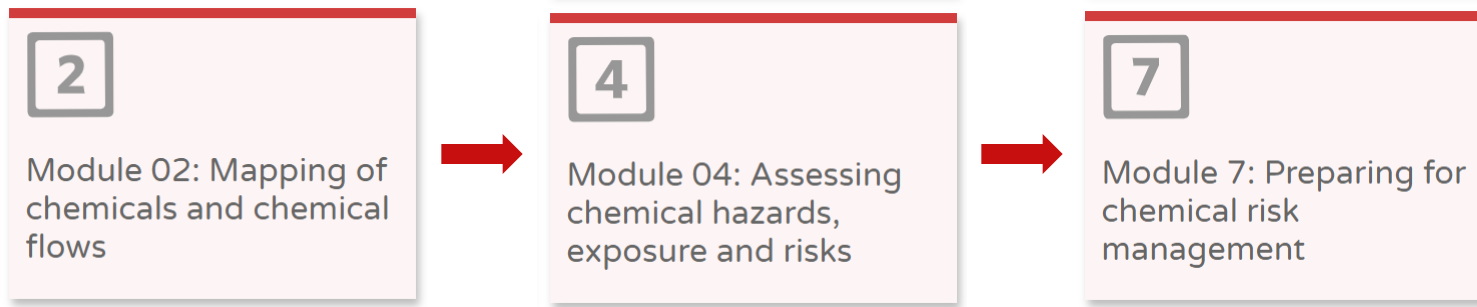 2
Module 02: Mapping of
chemicals and chemical
flows
4
Module 04: Assessing
chemical hazards,
exposure and risks
7
Module 7: Preparing for
chemical risk
management